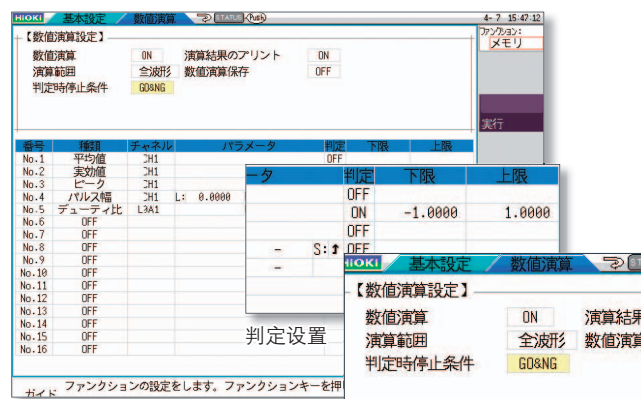 HIOKI 基本設定 数値演算 STATUS Push 4- 7 15:47:12
【数値演算設定】
数値演算 ON 演算結果のプリント ON
演算範囲 全波形 数値演算保存 OFF
判定時停止条件 GO&NG
ファンクション:
メモリ
実行
番号 種類 チャネル パラメータ 判定 下限 上限
No.1 平均値 CH1 OFF
No.2 実効値 CH1
No.3 ピーク CH1
No.4 パルス幅 CH1 L: 0.0000
No.5 デューティ比 L3A1
No.6 OFF
No.7 OFF
No.8 OFF
No.9 OFF
No.10 OFF
No.11 OFF
No.12 OFF
No.13 OFF
No.14 OFF
No.15 OFF
No.16 OFF
ータ 判定 下限 上限
OFF
ON -1.0000 1.0000
OFF
- S:↑ OFF
-
判定设置
HIOKI 基本設定 数値演算
【数値演算設定】
数値演算 ON 演算結果
演算範囲 全波形 数値演算
判定時停止条件 GO&NG
ガイド ファンクションの設定をします。ファンクションキーを押